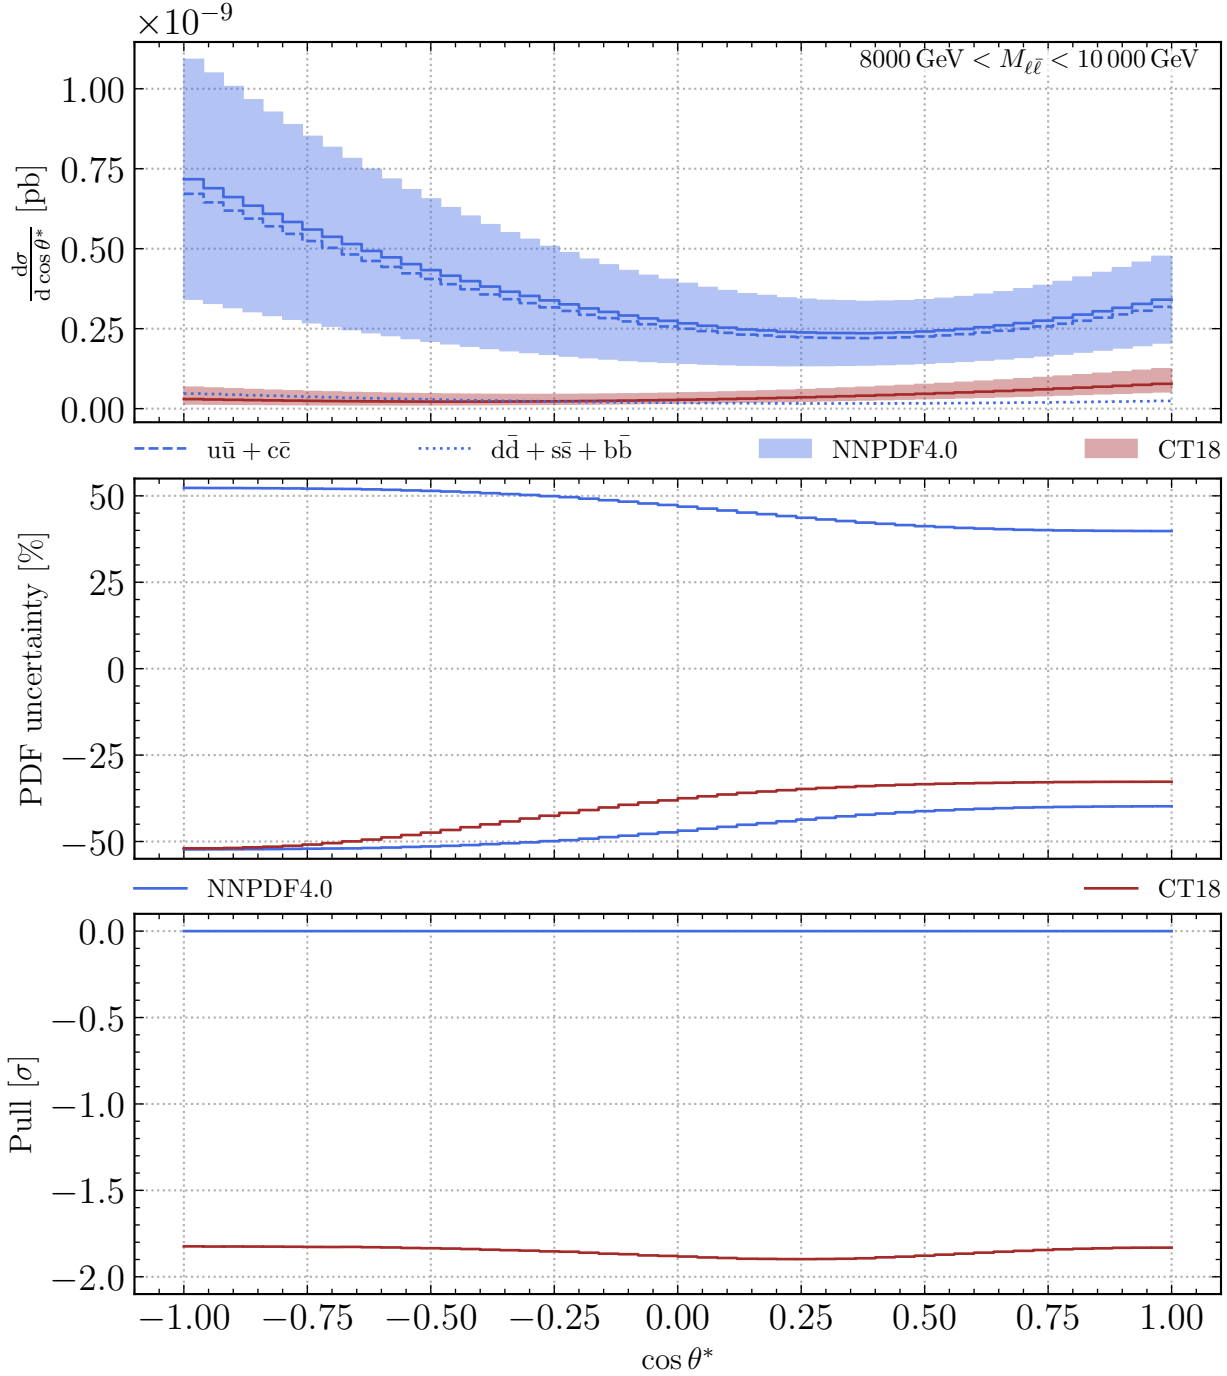 ×10⁻⁹
8000 GeV < M_{ℓℓ̄} < 10 000 GeV
1.00
0.75
0.50
0.25
0.00
dσ/d cos θ* [pb]
uū + cc̄
dd̄ + ss̄ + bb̄
NNPDF4.0
CT18
50
25
0
−25
−50
PDF uncertainty [%]
NNPDF4.0
CT18
0.0
−0.5
−1.0
−1.5
−2.0
Pull [σ]
−1.00 −0.75 −0.50 −0.25 0.00 0.25 0.50 0.75 1.00
cos θ*